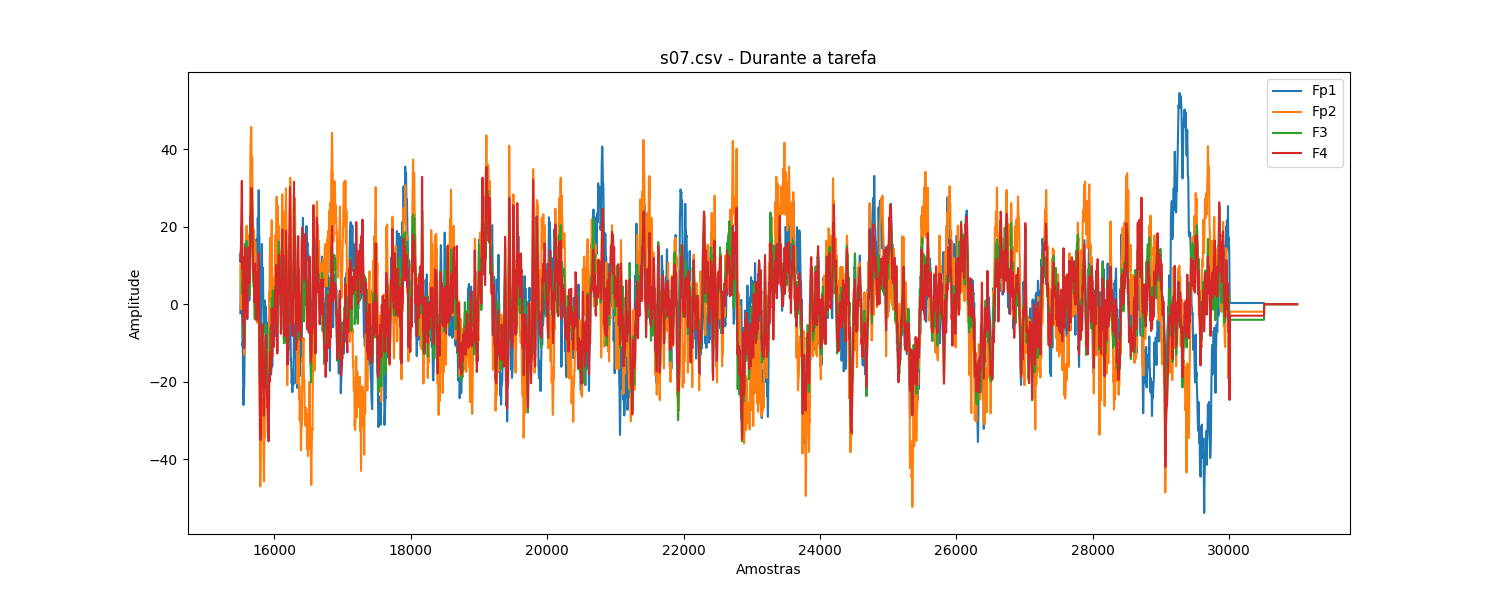 s07.csv - Durante a tarefa
Amplitude
40
20
0
−20
−40
16000
18000
20000
22000
24000
26000
28000
30000
Amostras
Fp1
Fp2
F3
F4